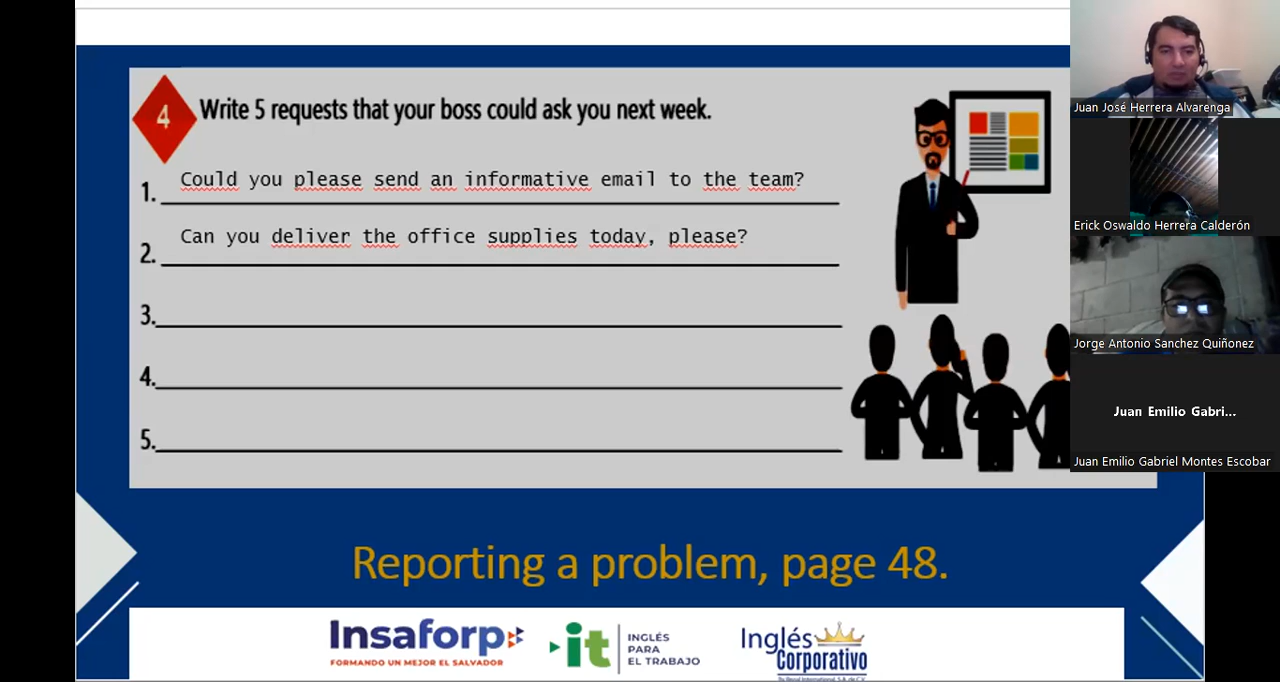 4
Write 5 requests that your boss could ask you next week.
1. Could you please send an informative email to the team?
2. Can you deliver the office supplies today, please?
3.
4.
5.
Reporting a problem, page 48.
Insaforp
FORMANDO UN MEJOR EL SALVADOR
it
INGLÉS
PARA
EL TRABAJO
Inglés
Corporativo
Juan José Herrera Alvarenga
Erick Oswaldo Herrera Calderón
Jorge Antonio Sanchez Quiñonez
Juan Emilio Gabri...
Juan Emilio Gabriel Montes Escobar